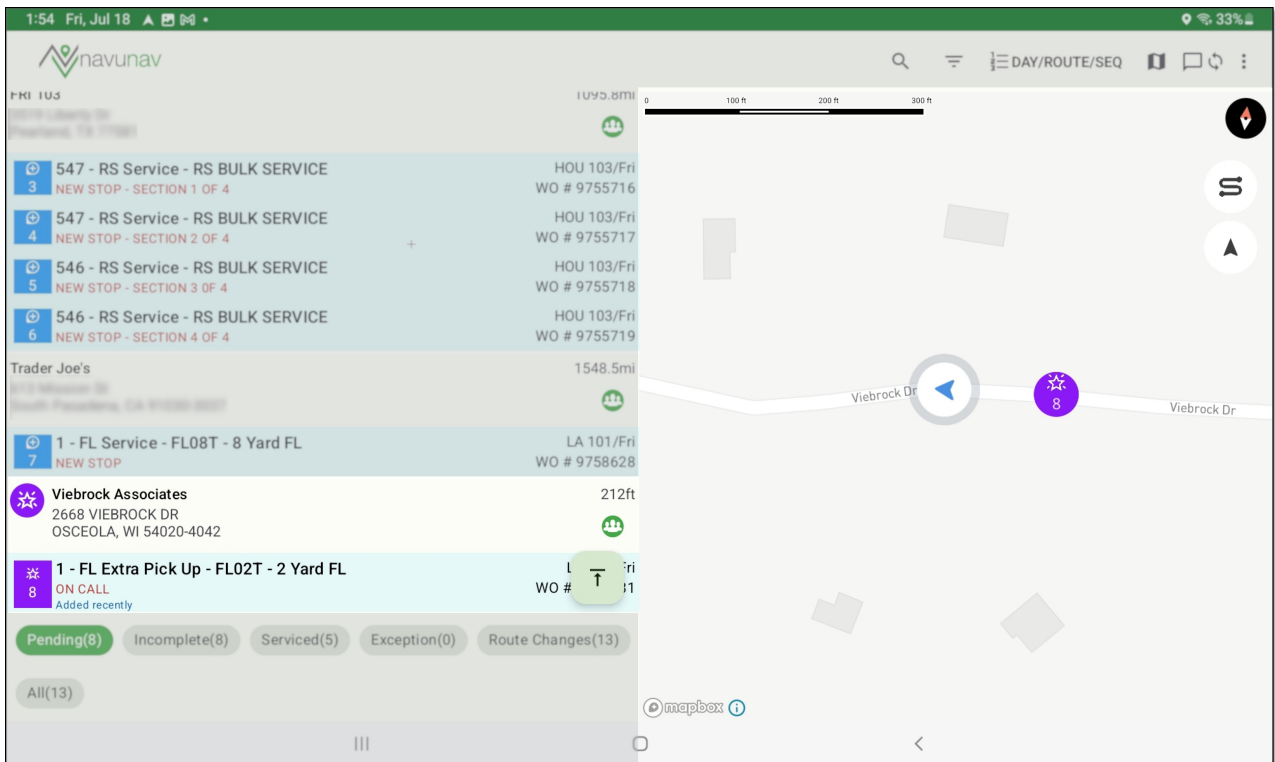 1:54 Fri, Jul 18
33%
navunav
DAY/ROUTE/SEQ
FRI 103
1095.8mi
547 - RS Service - RS BULK SERVICE
HOU 103/Fri
3
NEW STOP - SECTION 1 OF 4
WO # 9755716
547 - RS Service - RS BULK SERVICE
HOU 103/Fri
4
NEW STOP - SECTION 2 OF 4
WO # 9755717
546 - RS Service - RS BULK SERVICE
HOU 103/Fri
5
NEW STOP - SECTION 3 0F 4
WO # 9755718
546 - RS Service - RS BULK SERVICE
HOU 103/Fri
6
NEW STOP - SECTION 4 OF 4
WO # 9755719
Trader Joe's
1548.5mi
1 - FL Service - FL08T - 8 Yard FL
LA 101/Fri
7
NEW STOP
WO # 9758628
Viebrock Associates
212ft
2668 VIEBROCK DR
OSCEOLA, WI 54020-4042
1 - FL Extra Pick Up - FL02T - 2 Yard FL
8
ON CALL
WO #
Added recently
Pending(8)
Incomplete(8)
Serviced(5)
Exception(0)
Route Changes(13)
All(13)
0 100 ft 200 ft 300 ft
Viebrock Dr
8
Viebrock Dr
mapbox